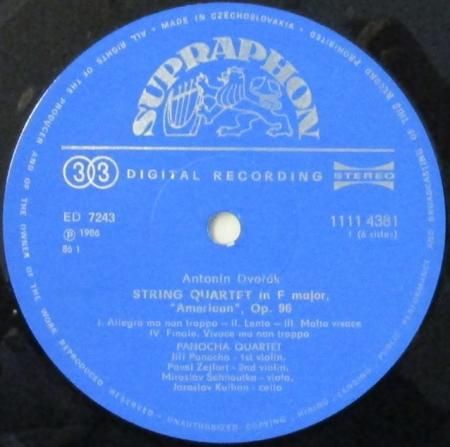 SUPRAPHON
33 DIGITAL RECORDING STEREO
ED 7243
1111 4381
Ⓟ 1986
1 (6 sides)
86 1
Antonín Dvořák
STRING QUARTET in F major,
"American", Op. 96
I. Allegro ma non troppo – II. Lento – III. Molto vivace
IV. Finale. Vivace ma non troppo
PANOCHA QUARTET
Jiří Panocha - 1st violin,
Pavel Zejfart - 2nd violin,
Miroslav Sehnoutka - viola,
Jaroslav Kulhan - cello
MADE IN CZECHOSLOVAKIA • ALL RIGHTS OF THE PRODUCER AND OF THE OWNER OF THE WORK REPRODUCED RESERVED • UNAUTHORIZED COPYING - HIRING - LENDING - PUBLIC PERFORMANCE AND BROADCASTING OF THIS RECORD PROHIBITED